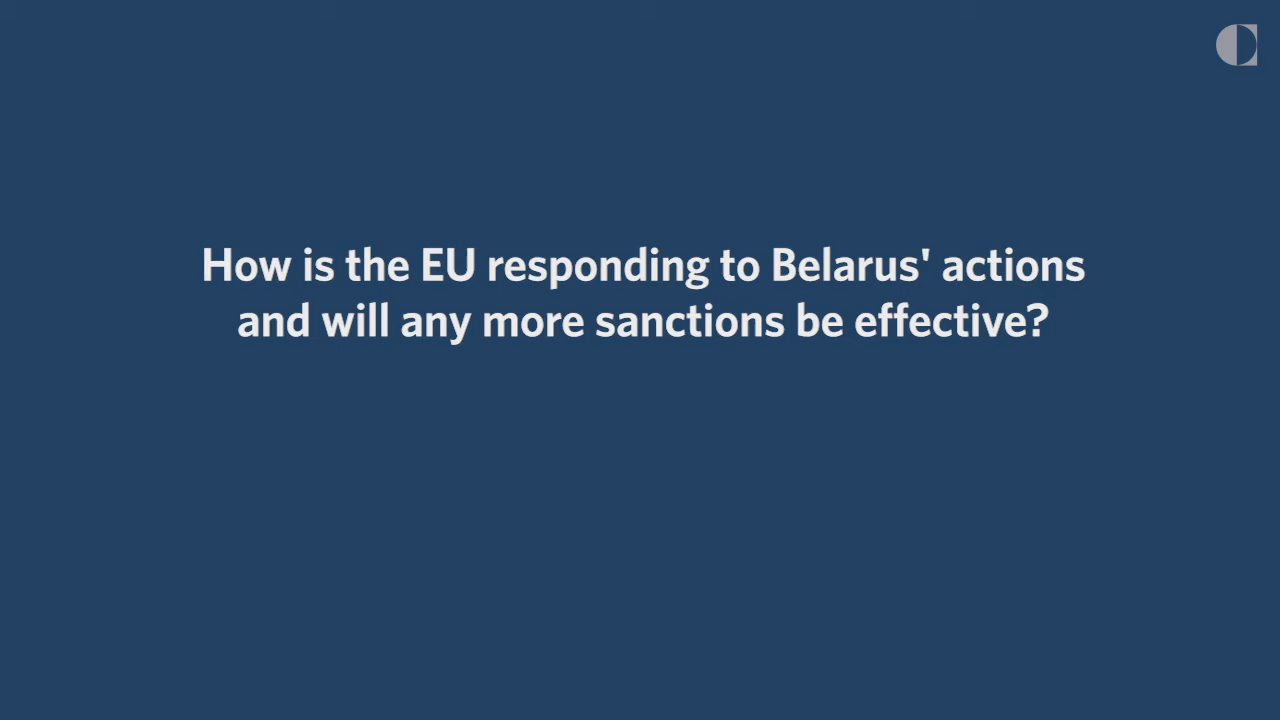 How is the EU responding to Belarus' actions
and will any more sanctions be effective?